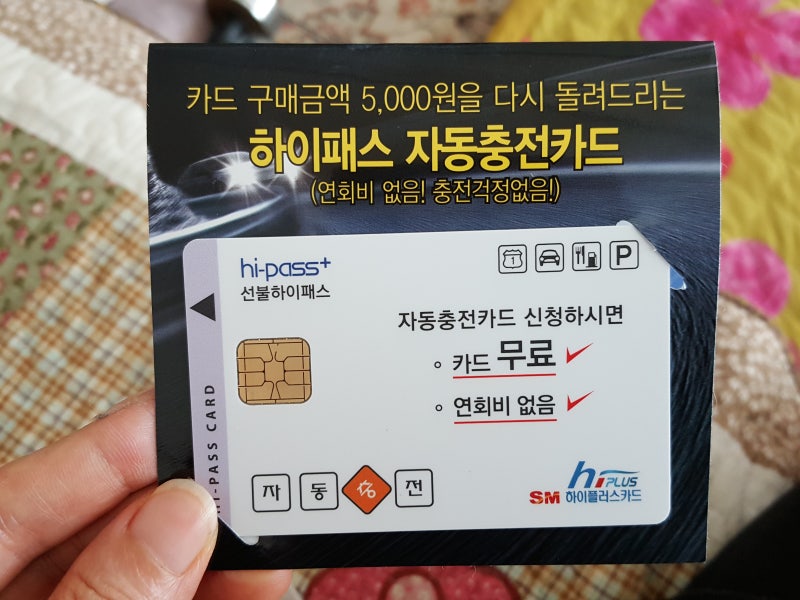 카드 구매금액 5,000원을 다시 돌려드리는
하이패스 자동충전카드
(연회비 없음! 충전걱정없음!)
hi-pass+
선불하이패스
1
P
자동충전카드 신청하시면
카드 무료
연회비 없음
HI-PASS CARD
자동충전
hi PLUS
SM 하이플러스카드